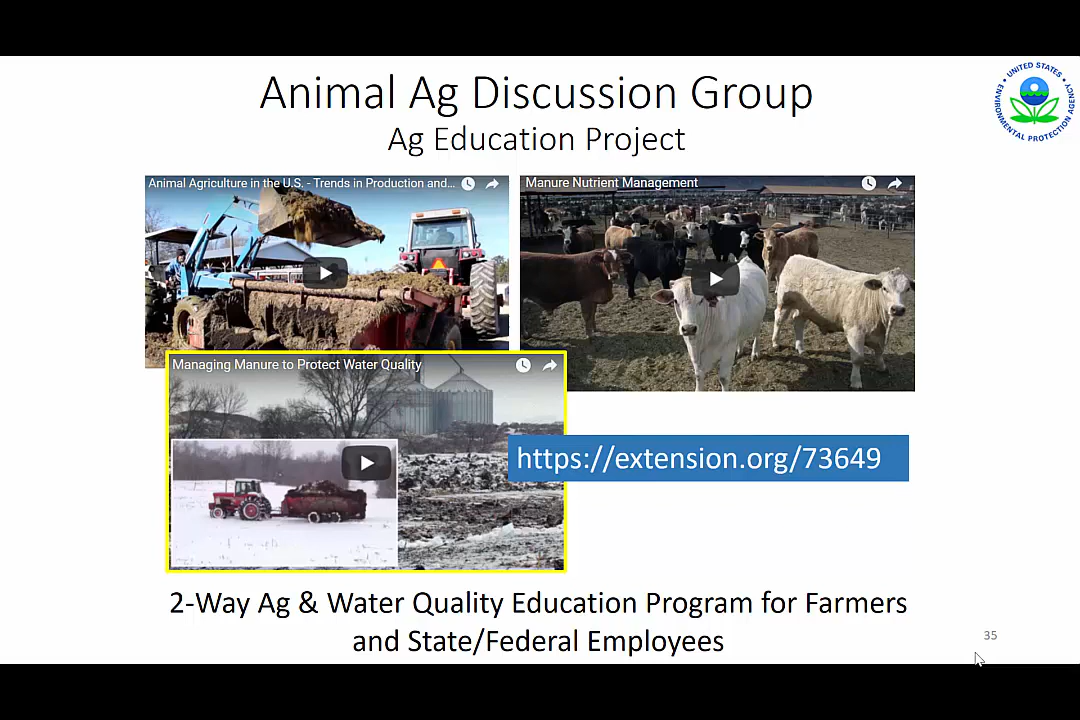 Animal Ag Discussion Group
Ag Education Project
UNITED STATES
ENVIRONMENTAL PROTECTION AGENCY
Animal Agriculture in the U.S. - Trends in Production and...
Manure Nutrient Management
Managing Manure to Protect Water Quality
https://extension.org/73649
2-Way Ag & Water Quality Education Program for Farmers
and State/Federal Employees
35